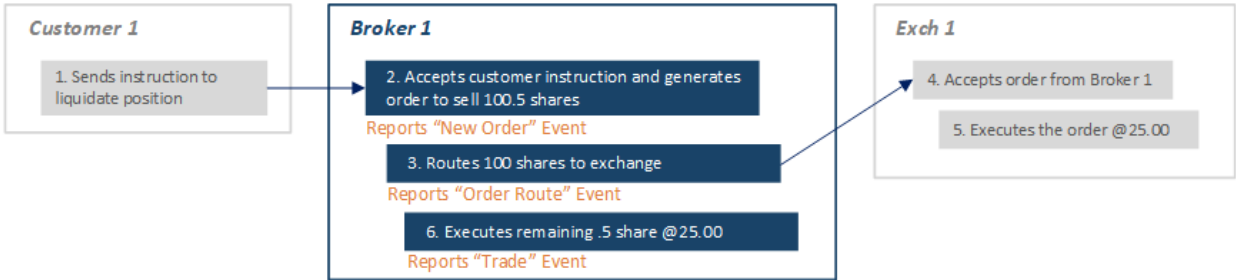 Customer 1
1. Sends instruction to
liquidate position
Broker 1
2. Accepts customer instruction and generates
order to sell 100.5 shares
Reports “New Order” Event
3. Routes 100 shares to exchange
Reports “Order Route” Event
6. Executes remaining .5 share @25.00
Reports “Trade” Event
Exch 1
4. Accepts order from Broker 1
5. Executes the order @25.00